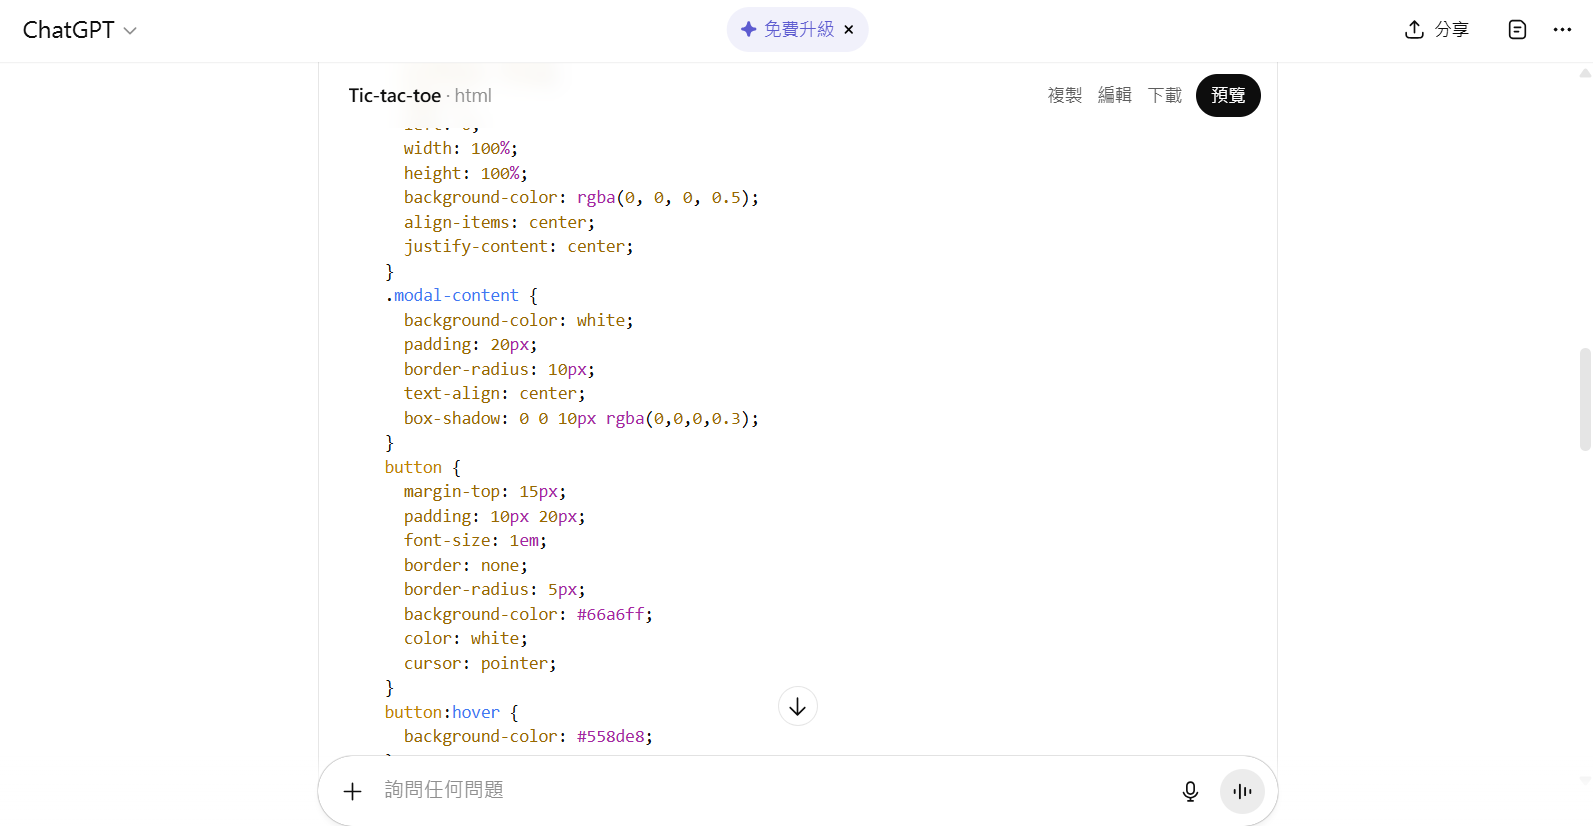 ChatGPT
免費升級
分享
Tic-tac-toe · html
複製 編輯 下載 預覽
width: 100%;
height: 100%;
background-color: rgba(0, 0, 0, 0.5);
align-items: center;
justify-content: center;
}
.modal-content {
background-color: white;
padding: 20px;
border-radius: 10px;
text-align: center;
box-shadow: 0 0 10px rgba(0,0,0,0.3);
}
button {
margin-top: 15px;
padding: 10px 20px;
font-size: 1em;
border: none;
border-radius: 5px;
background-color: #66a6ff;
color: white;
cursor: pointer;
}
button:hover {
background-color: #558de8;
詢問任何問題